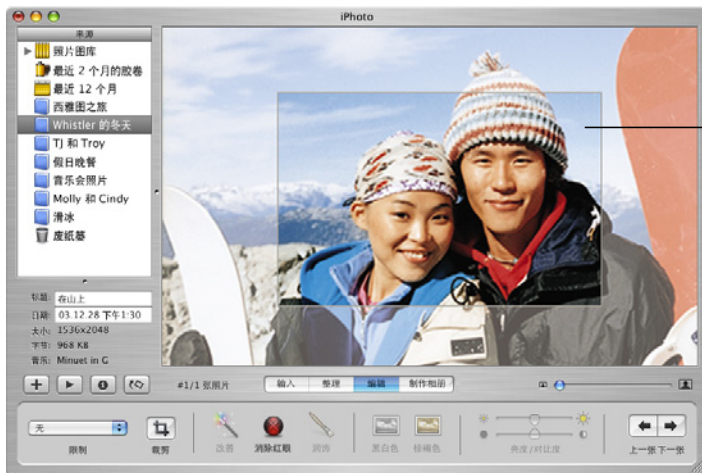 iPhoto
来源
照片图库
最近 2 个月的胶卷
最近 12 个月
西雅图之旅
Whistler 的冬天
TJ 和 Troy
假日晚餐
音乐会照片
Molly 和 Cindy
滑冰
废纸篓
标题: 在山上
日期: 03.12.28 下午1:30
大小: 1536x2048
字节: 968 KB
音乐: Minuet in G
#1/1 张照片
输入 整理 编辑 制作相册
无
限制
裁剪
改善
消除红眼
润饰
黑白色
棕褐色
亮度/对比度
上一张 下一张